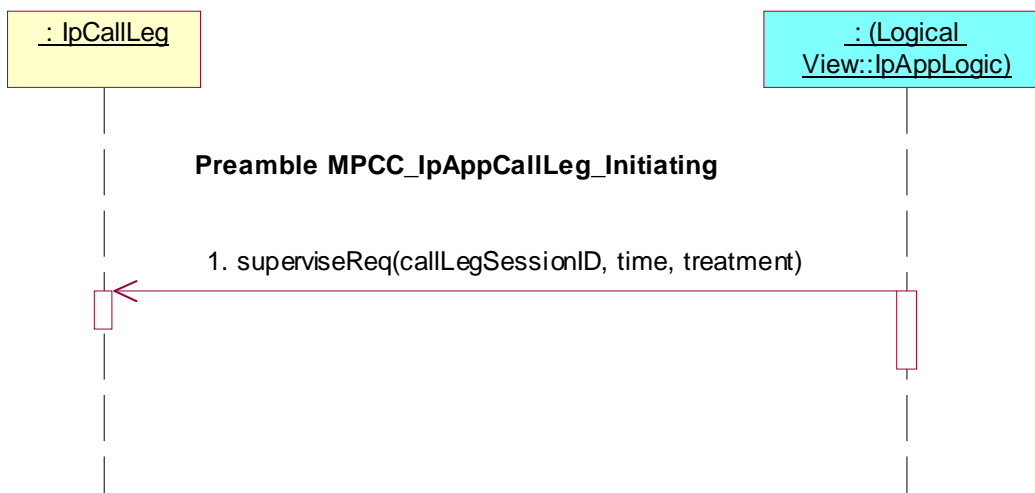 : IpCallLeg
: (Logical
View::IpAppLogic)
Preamble MPCC_IpAppCallLeg_Initiating
1. superviseReq(callLegSessionID, time, treatment)